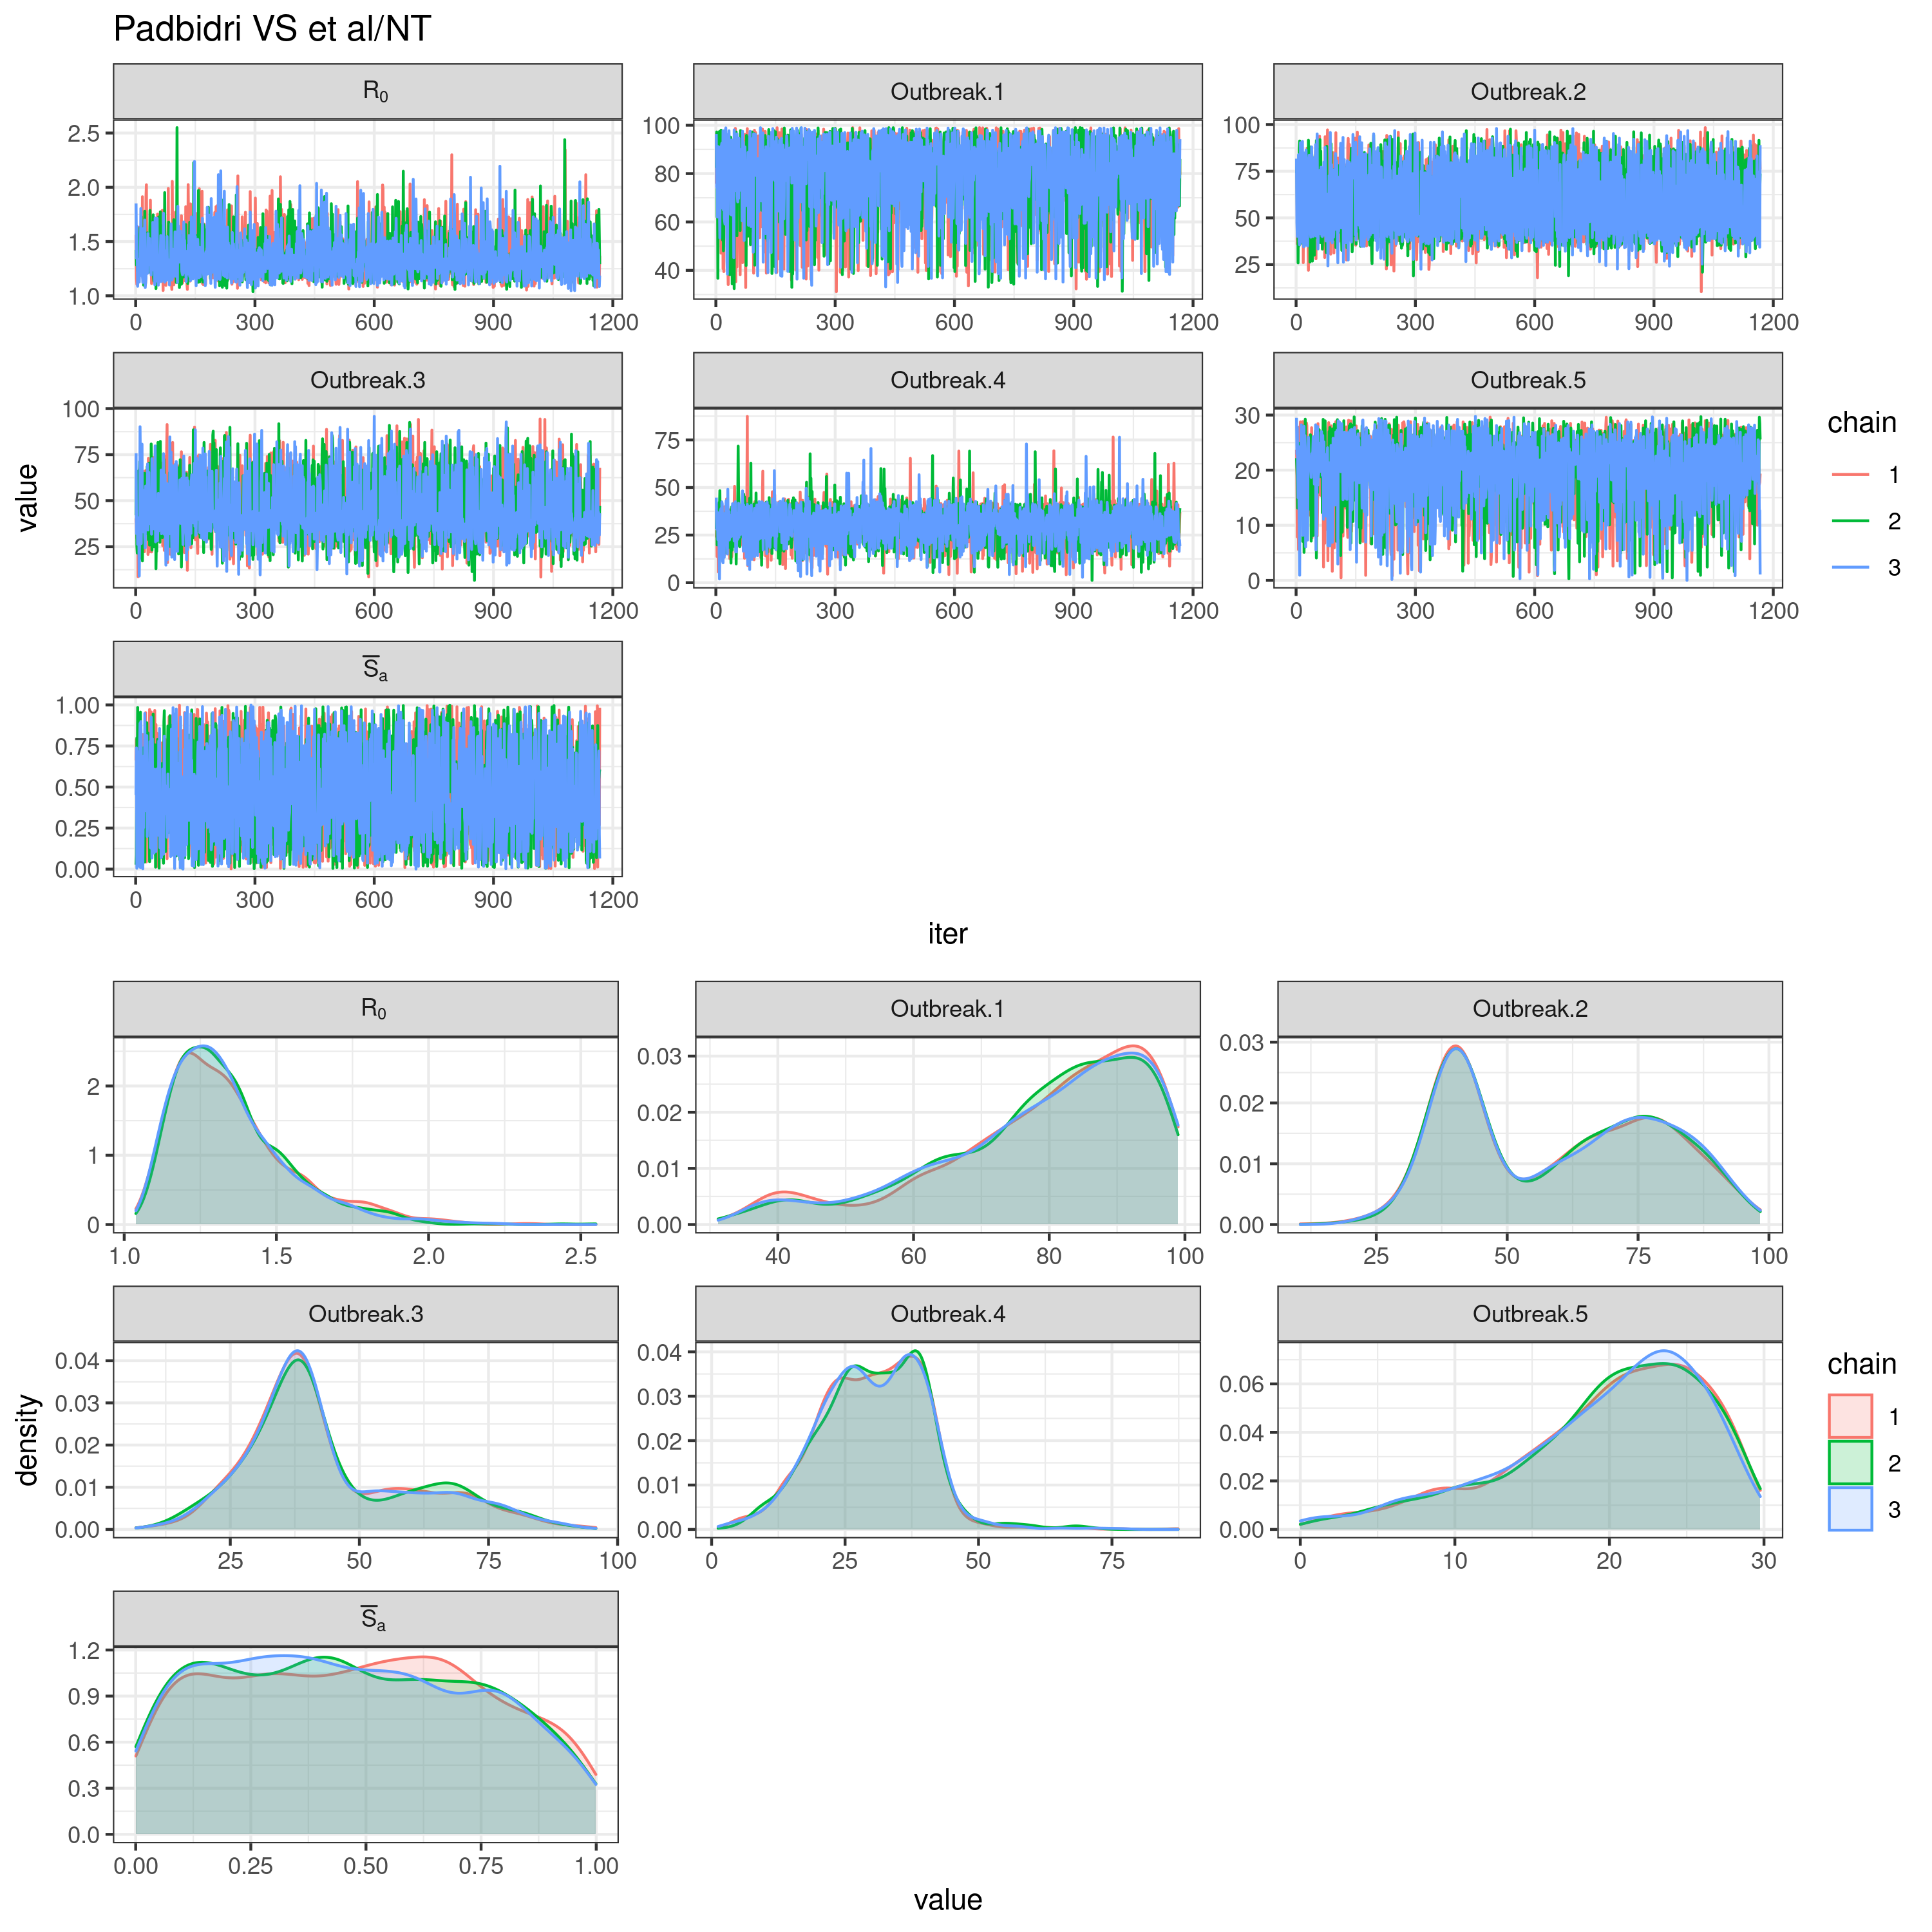 Padbidri VS et al/NT
R₀ Outbreak.1 Outbreak.2
2.5 2.0 1.5 1.0
100 80 60 40
100 75 50 25
0 300 600 900 1200 0 300 600 900 1200 0 300 600 900 1200
Outbreak.3 Outbreak.4 Outbreak.5
100 75 50 25
75 50 25 0
30 20 10 0
0 300 600 900 1200 0 300 600 900 1200 0 300 600 900 1200
S̅ₐ
1.00 0.75 0.50 0.25 0.00
0 300 600 900 1200
value
iter
chain
1
2
3
R₀ Outbreak.1 Outbreak.2
2 1 0
0.03 0.02 0.01 0.00
0.03 0.02 0.01 0.00
1.0 1.5 2.0 2.5 40 60 80 100 25 50 75 100
Outbreak.3 Outbreak.4 Outbreak.5
0.04 0.03 0.02 0.01 0.00
0.04 0.03 0.02 0.01 0.00
0.06 0.04 0.02 0.00
25 50 75 100 0 25 50 75 0 10 20 30
S̅ₐ
1.2 0.9 0.6 0.3 0.0
0.00 0.25 0.50 0.75 1.00
density
value
chain
1
2
3